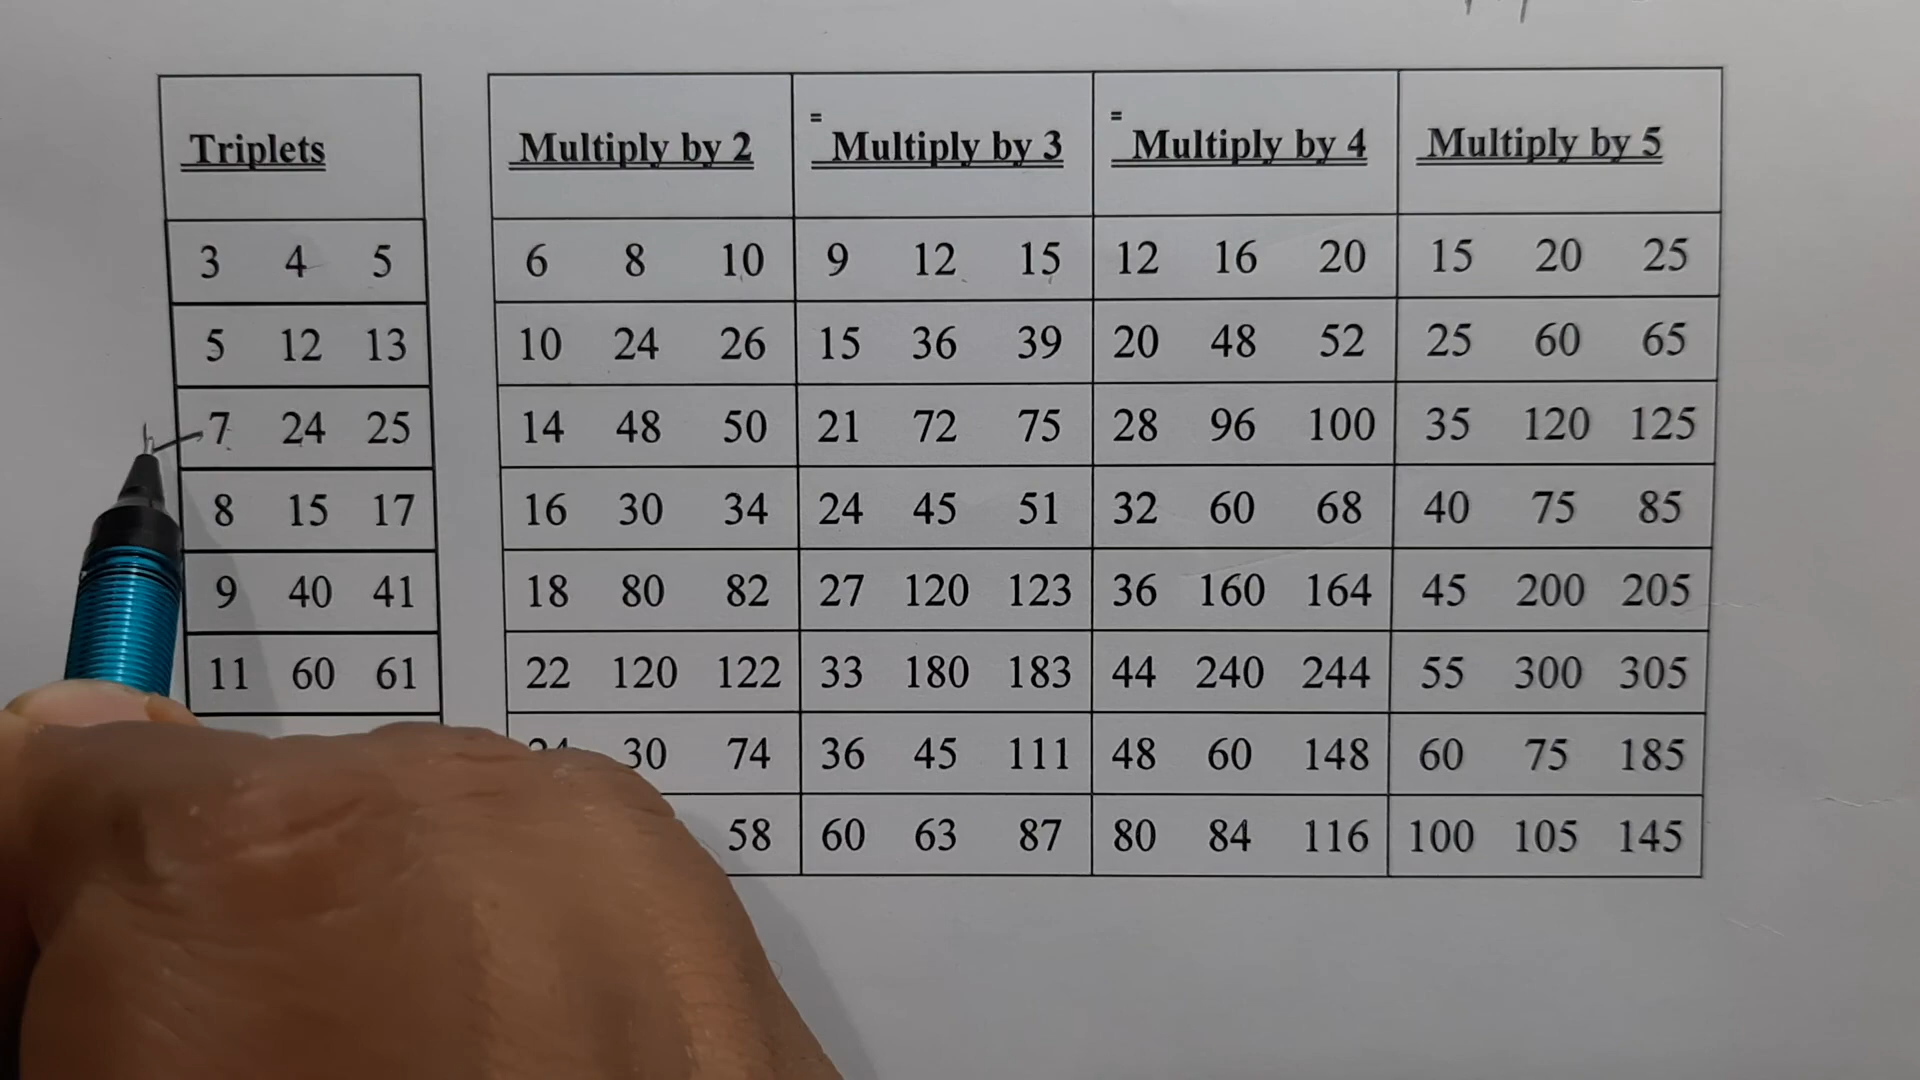 Triplets Multiply by 2 = Multiply by 3 = Multiply by 4 Multiply by 5
3 4 5 6 8 10 9 12 15 12 16 20 15 20 25
5 12 13 10 24 26 15 36 39 20 48 52 25 60 65
7 24 25 14 48 50 21 72 75 28 96 100 35 120 125
8 15 17 16 30 34 24 45 51 32 60 68 40 75 85
9 40 41 18 80 82 27 120 123 36 160 164 45 200 205
11 60 61 22 120 122 33 180 183 44 240 244 55 300 305
30 74 36 45 111 48 60 148 60 75 185
58 60 63 87 80 84 116 100 105 145